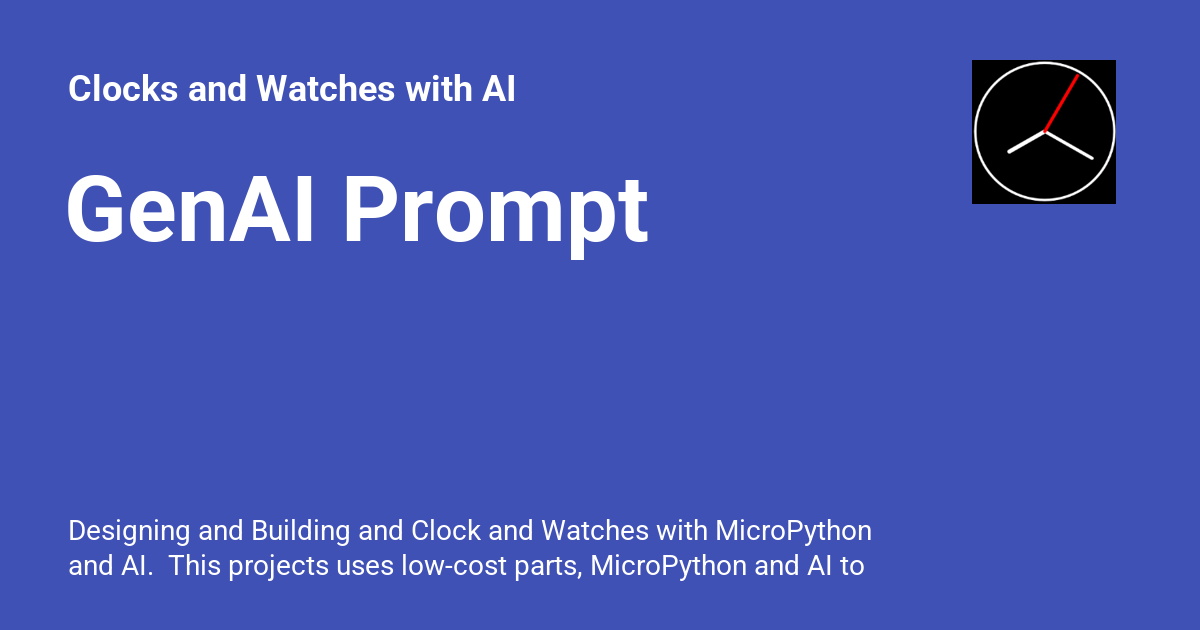 Clocks and Watches with AI
GenAI Prompt
Designing and Building and Clock and Watches with MicroPython
and AI.  This projects uses low-cost parts, MicroPython and AI to